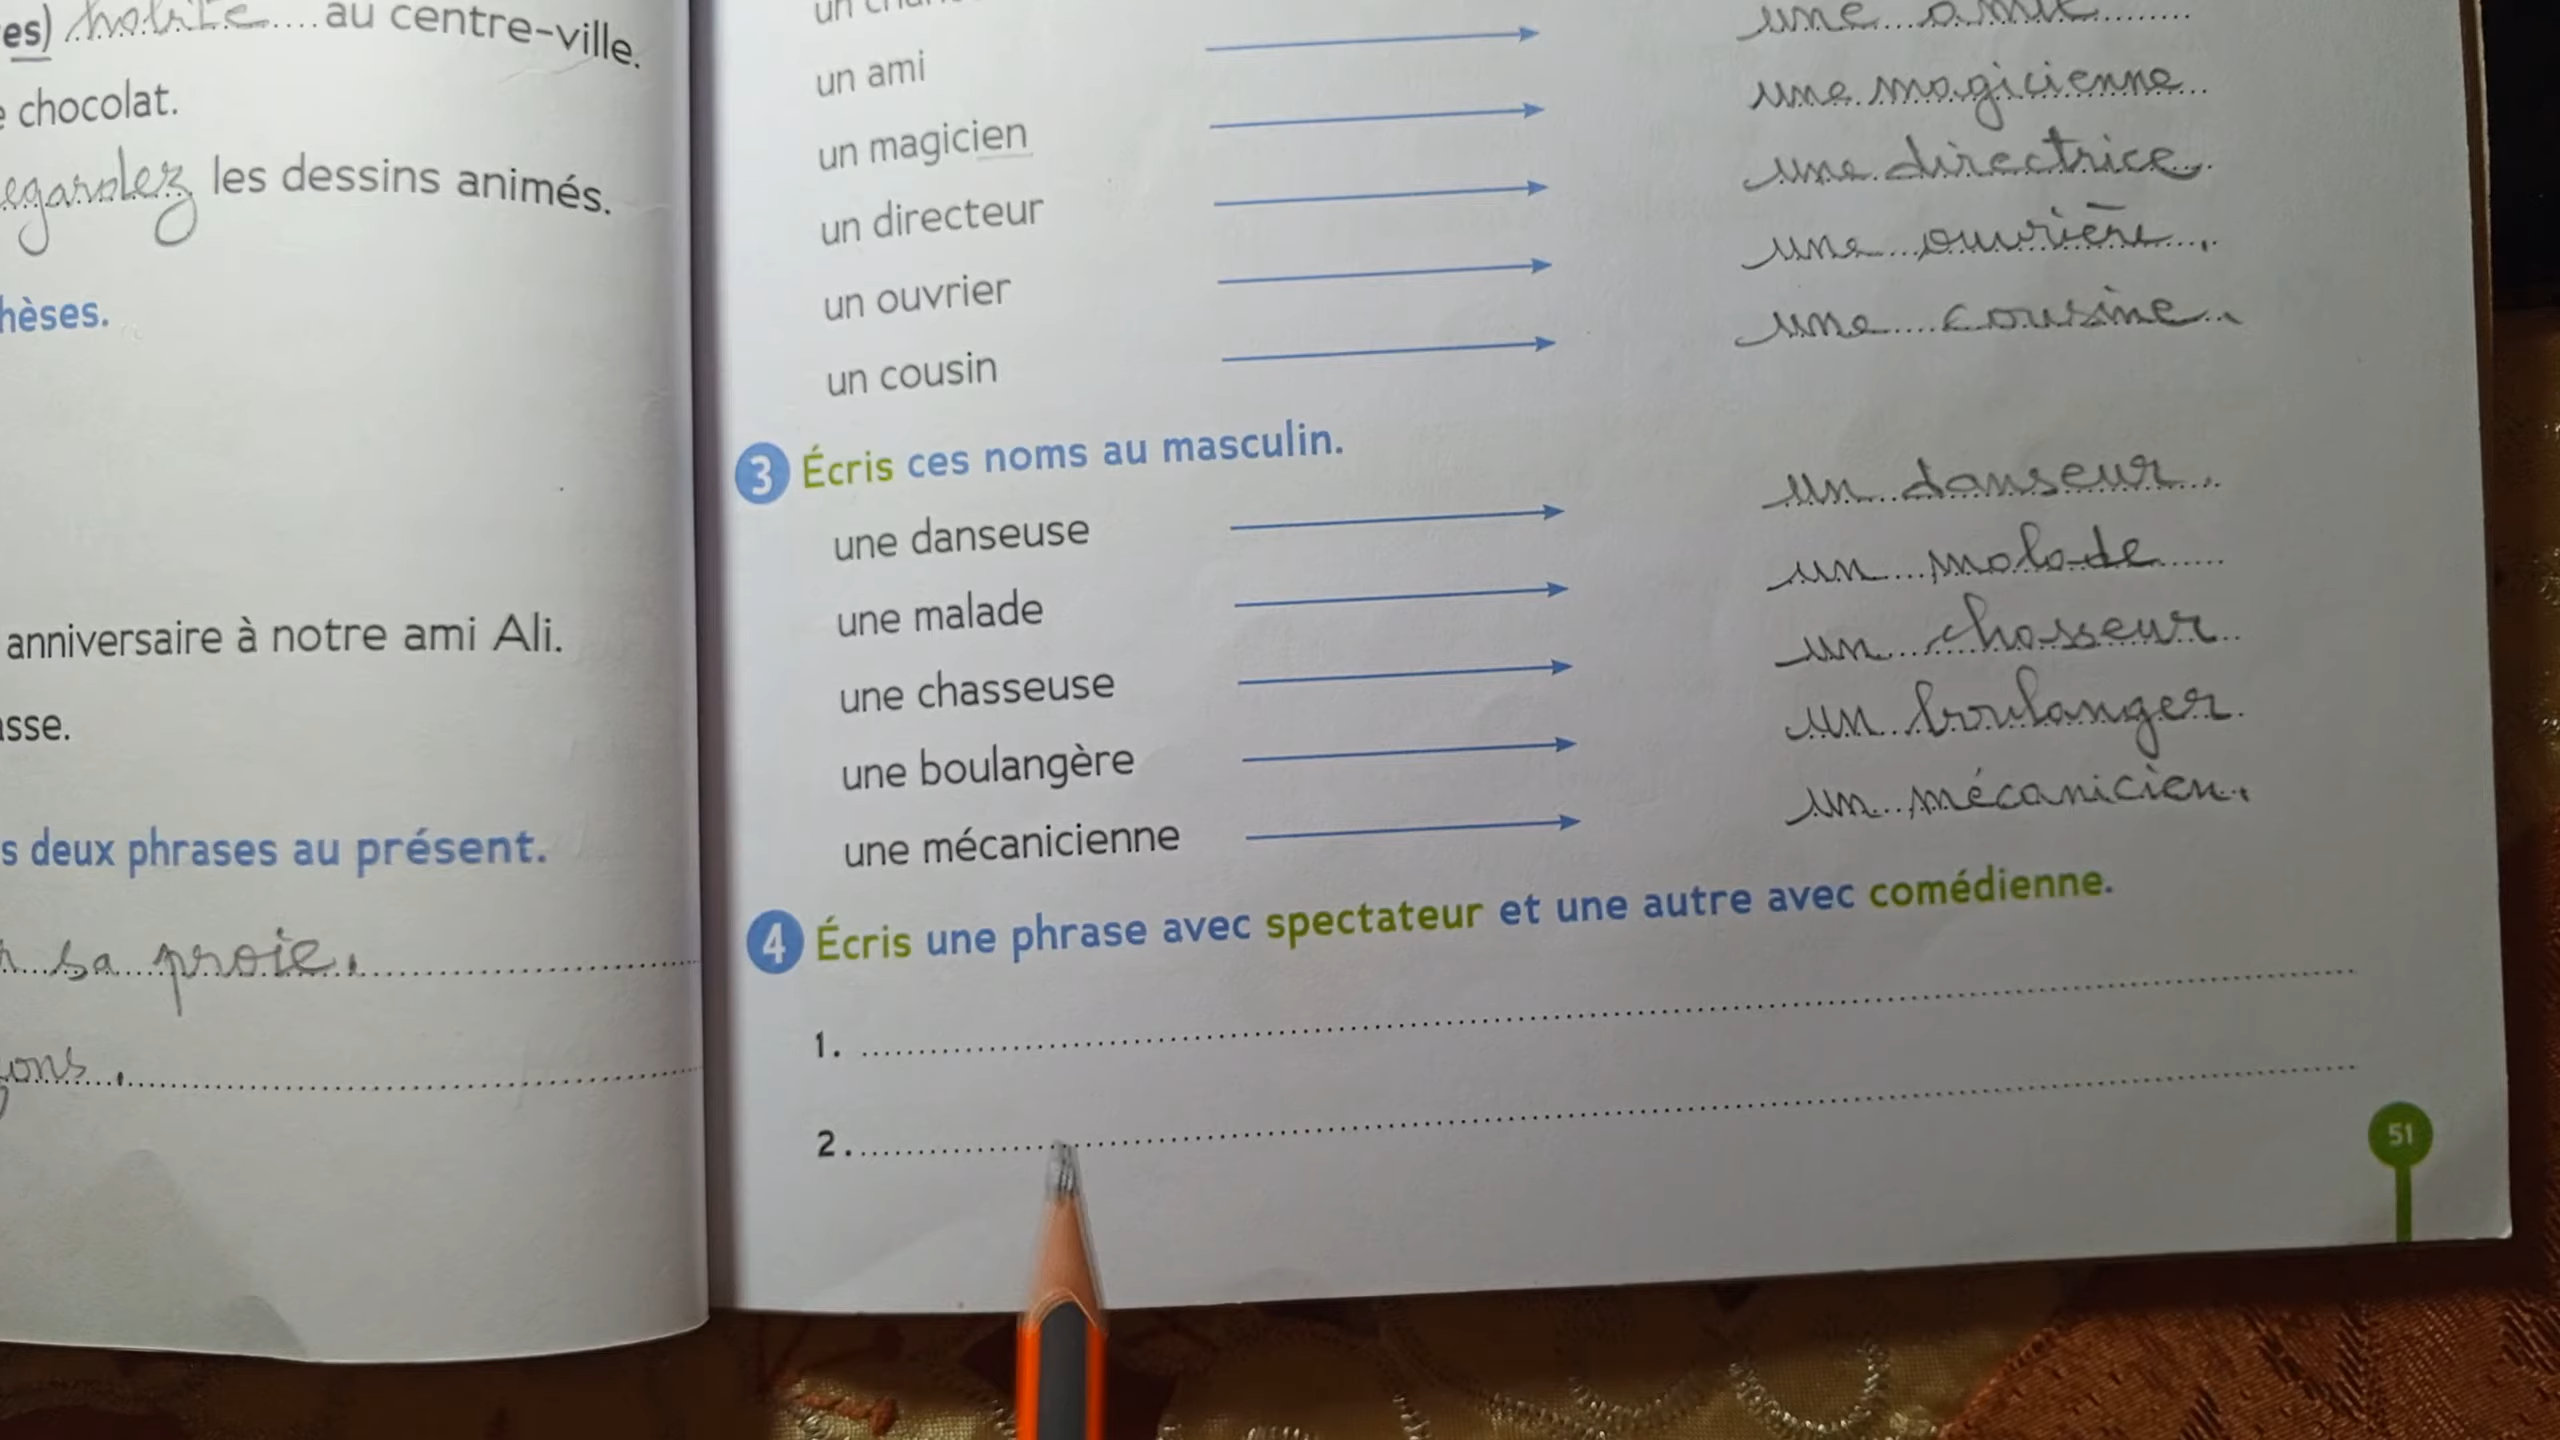 es) habite au centre-ville.
chocolat.
egardez les dessins animés.
hèses.
anniversaire à notre ami Ali.
asse.
s deux phrases au présent.
sa proie.
çons.
une amie
un ami
une magicienne
un magicien
une directrice
un directeur
une ouvrière
un ouvrier
une cousine
un cousin
3 Écris ces noms au masculin.
une danseuse un danseur
une malade un malade
une chasseuse un chasseur
une boulangère un boulanger
une mécanicienne un mécanicien
4 Écris une phrase avec spectateur et une autre avec comédienne.
1.
2.
51